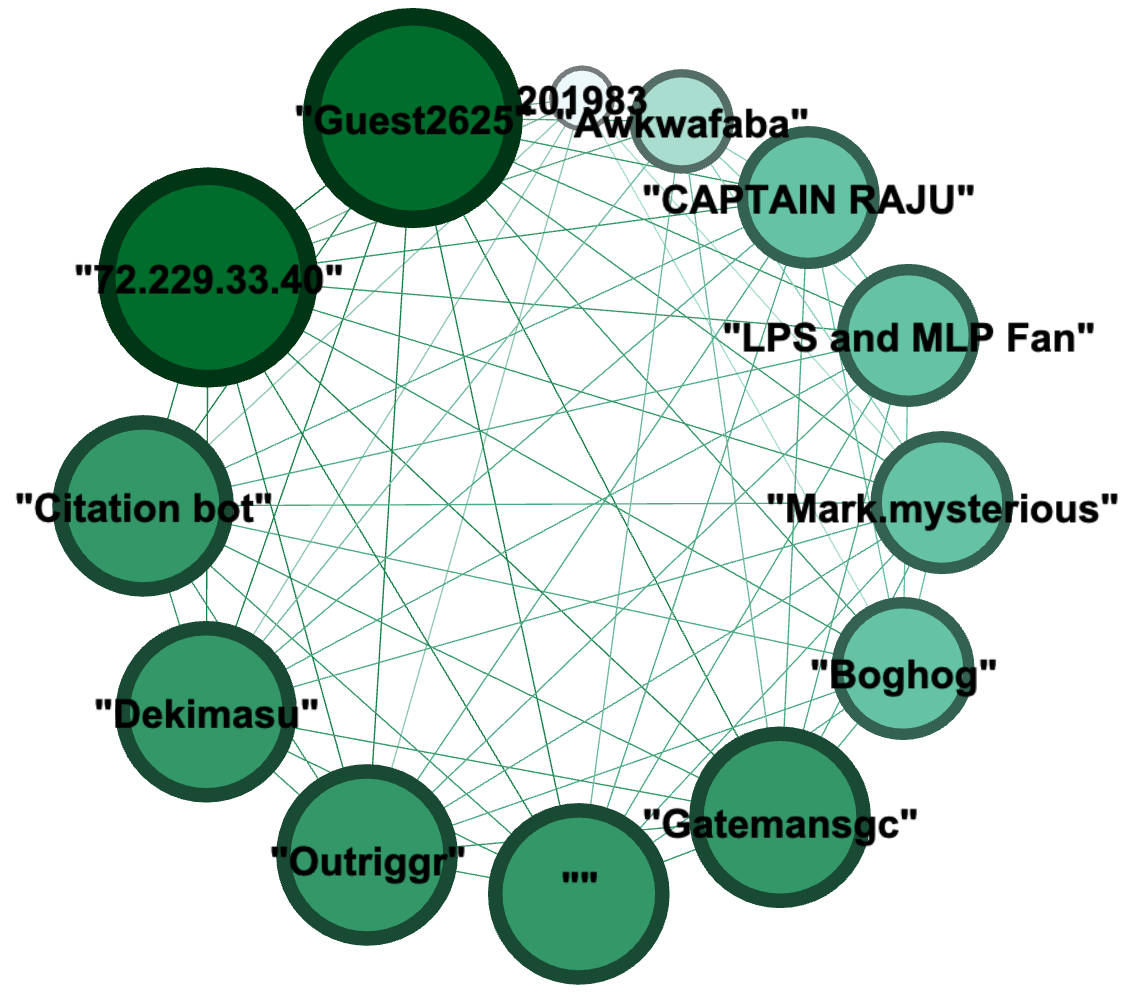 "Guest2625"
201983
"Awkwafaba"
"CAPTAIN RAJU"
"72.229.33.40"
"LPS and MLP Fan"
"Citation bot"
"Mark.mysterious"
"Boghog"
"Dekimasu"
"Gatemansgc"
"Outriggr"
""